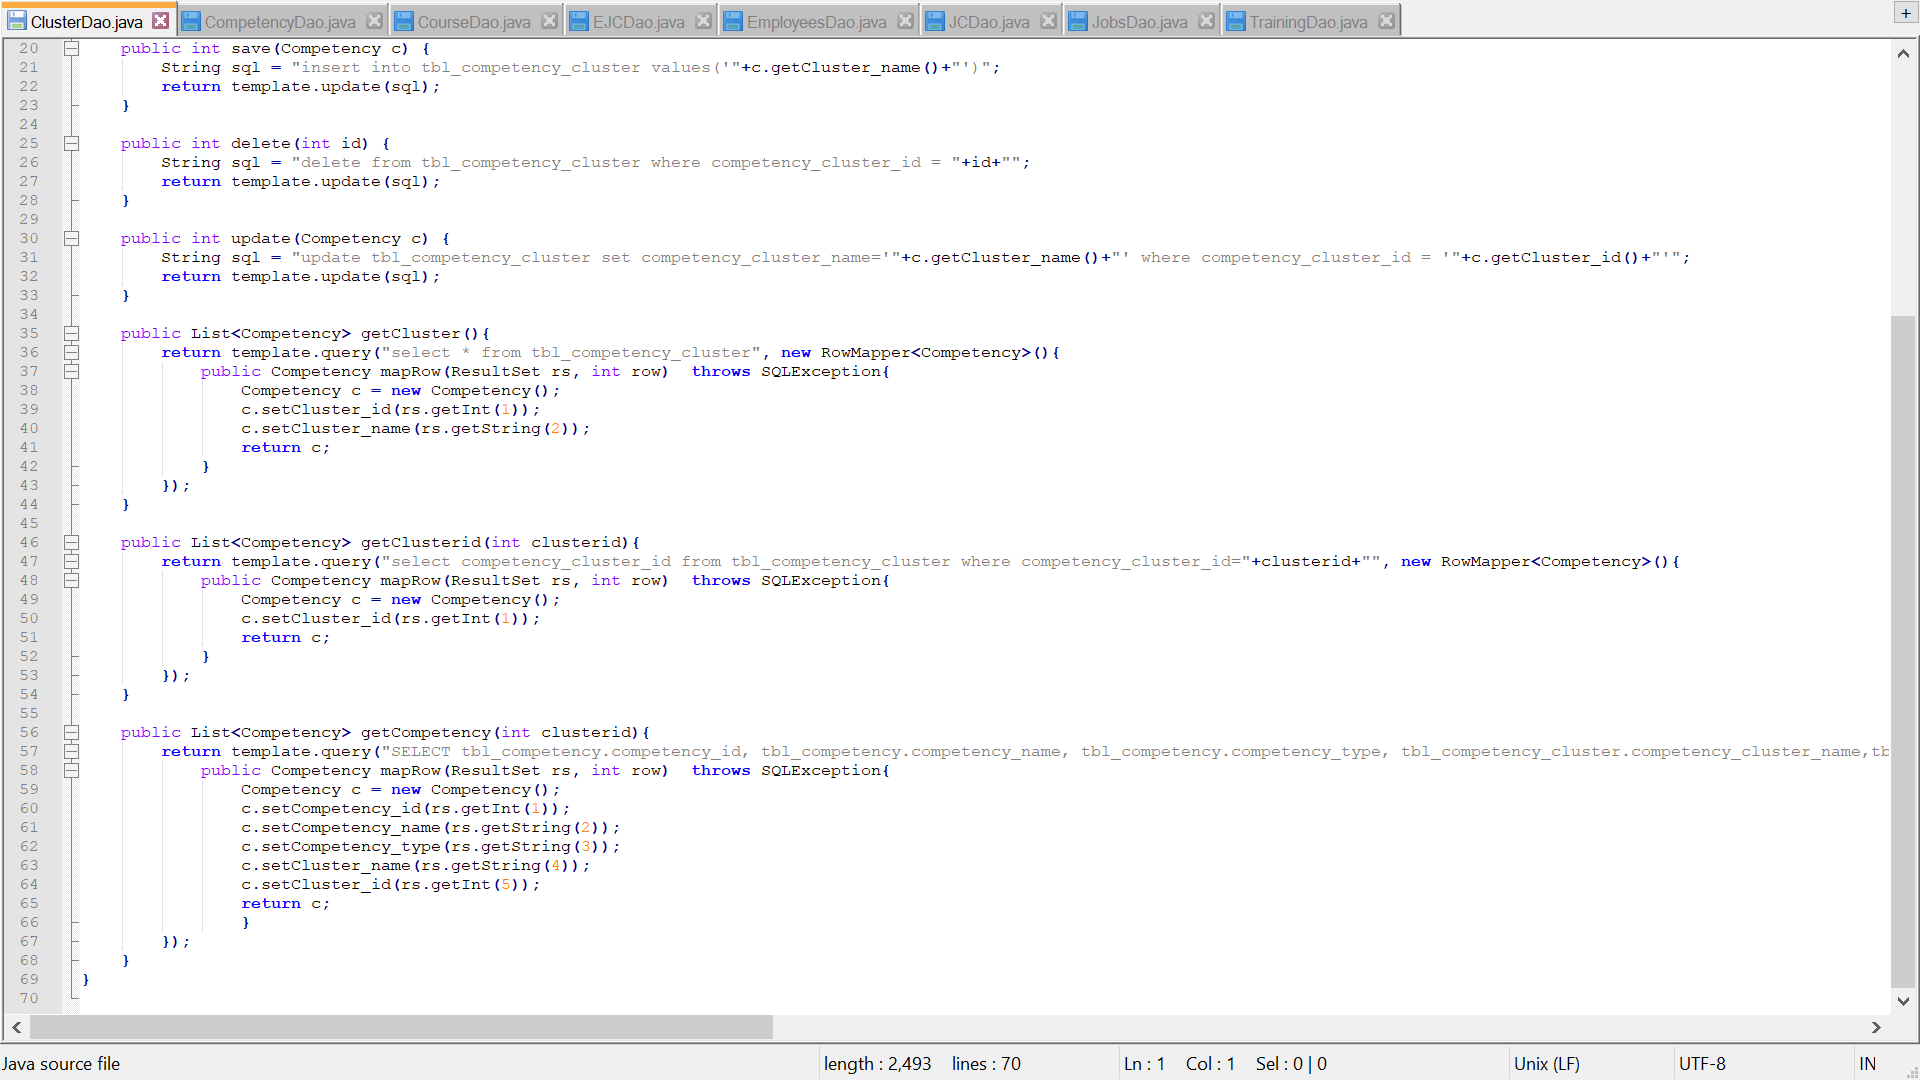 ClusterDao.java CompetencyDao.java CourseDao.java EJCDao.java EmployeesDao.java JCDao.java JobsDao.java TrainingDao.java +
20 public int save(Competency c) {
21 String sql = "insert into tbl_competency_cluster values('"+c.getCluster_name()+"')";
22 return template.update(sql);
23 }
24
25 public int delete(int id) {
26 String sql = "delete from tbl_competency_cluster where competency_cluster_id = "+id+"";
27 return template.update(sql);
28 }
29
30 public int update(Competency c) {
31 String sql = "update tbl_competency_cluster set competency_cluster_name='"+c.getCluster_name()+"' where competency_cluster_id = '"+c.getCluster_id()+"'";
32 return template.update(sql);
33 }
34
35 public List<Competency> getCluster(){
36 return template.query("select * from tbl_competency_cluster", new RowMapper<Competency>(){
37 public Competency mapRow(ResultSet rs, int row)  throws SQLException{
38 Competency c = new Competency();
39 c.setCluster_id(rs.getInt(1));
40 c.setCluster_name(rs.getString(2));
41 return c;
42 }
43 });
44 }
45
46 public List<Competency> getClusterid(int clusterid){
47 return template.query("select competency_cluster_id from tbl_competency_cluster where competency_cluster_id="+clusterid+"", new RowMapper<Competency>(){
48 public Competency mapRow(ResultSet rs, int row)  throws SQLException{
49 Competency c = new Competency();
50 c.setCluster_id(rs.getInt(1));
51 return c;
52 }
53 });
54 }
55
56 public List<Competency> getCompetency(int clusterid){
57 return template.query("SELECT tbl_competency.competency_id, tbl_competency.competency_name, tbl_competency.competency_type, tbl_competency_cluster.competency_cluster_name,tb
58 public Competency mapRow(ResultSet rs, int row)  throws SQLException{
59 Competency c = new Competency();
60 c.setCompetency_id(rs.getInt(1));
61 c.setCompetency_name(rs.getString(2));
62 c.setCompetency_type(rs.getString(3));
63 c.setCluster_name(rs.getString(4));
64 c.setCluster_id(rs.getInt(5));
65 return c;
66 }
67 });
68 }
69 }
70
Java source file length : 2,493 lines : 70 Ln : 1 Col : 1 Sel : 0 | 0 Unix (LF) UTF-8 IN